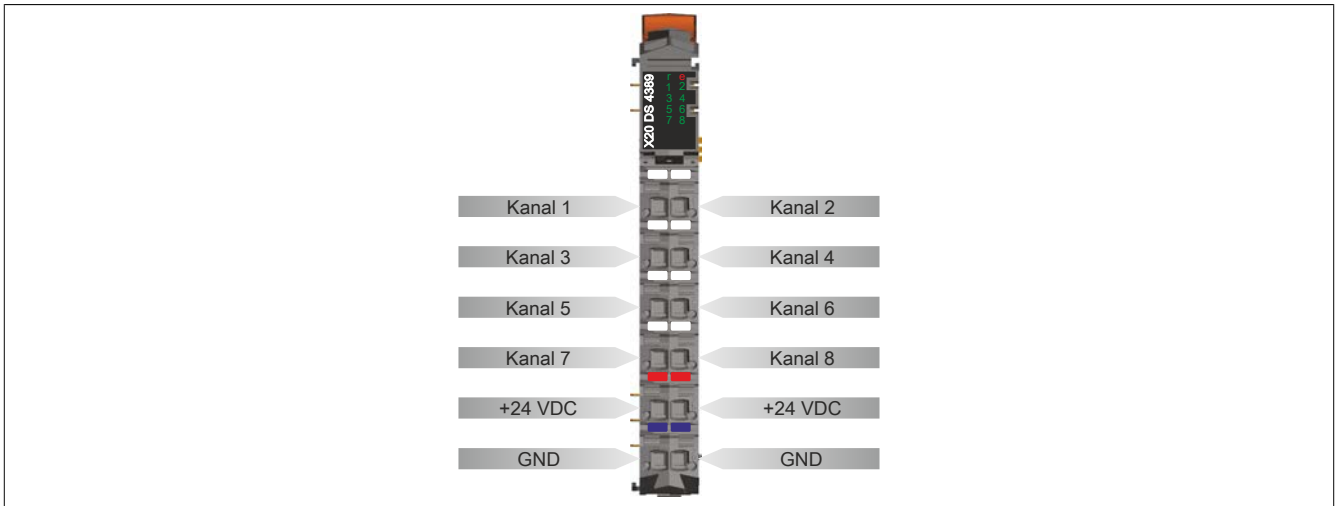 X20 DS 4389
r e
1 2
3 4
5 6
7 8
Kanal 1 Kanal 2
Kanal 3 Kanal 4
Kanal 5 Kanal 6
Kanal 7 Kanal 8
+24 VDC +24 VDC
GND GND